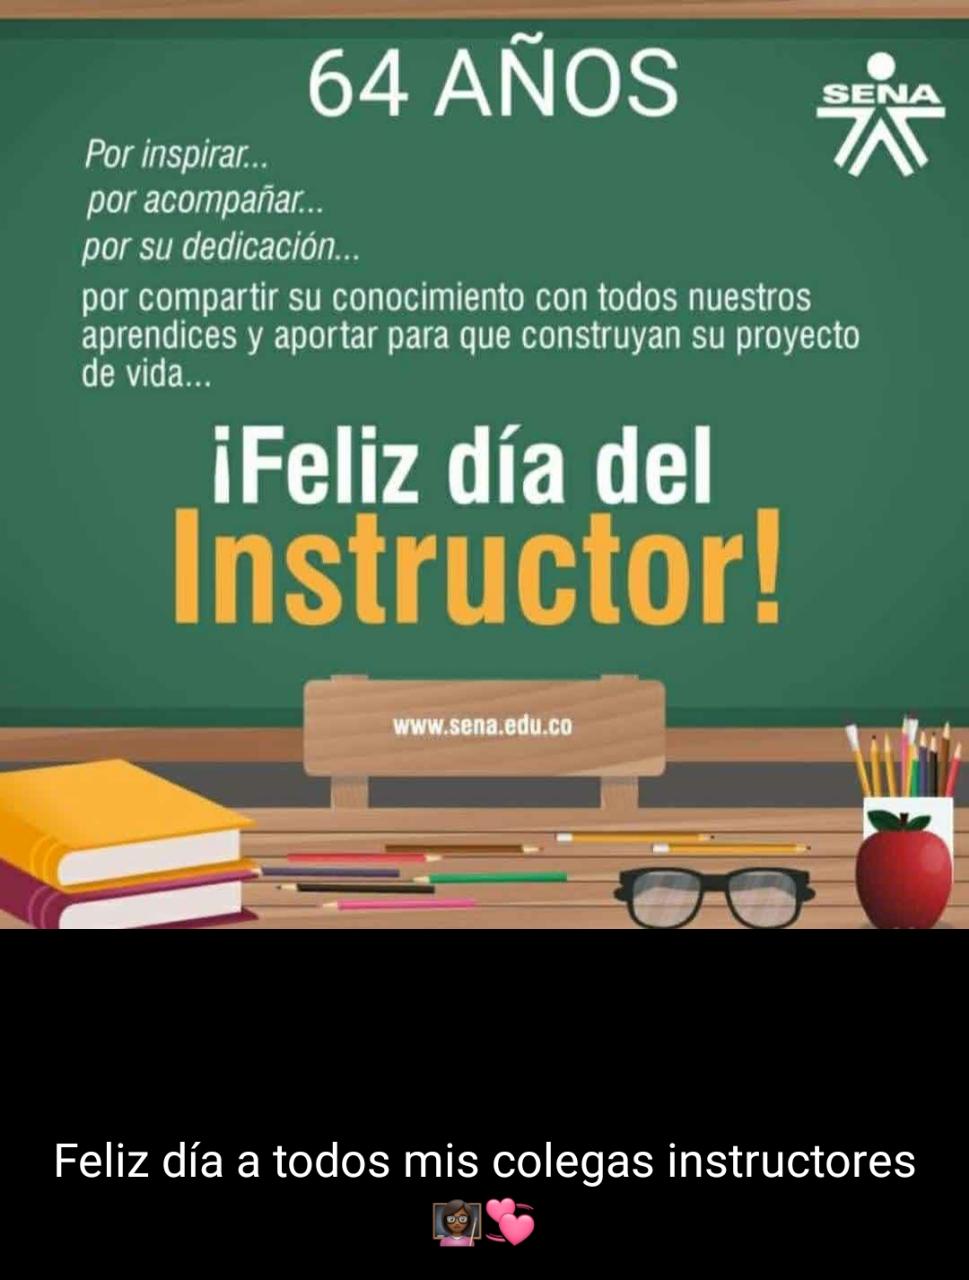 64 AÑOS
SENA
Por inspirar...
por acompañar...
por su dedicación...
por compartir su conocimiento con todos nuestros
aprendices y aportar para que construyan su proyecto
de vida...
¡Feliz día del
Instructor!
www.sena.edu.co
Feliz día a todos mis colegas instructores
👩🏾‍🏫💞